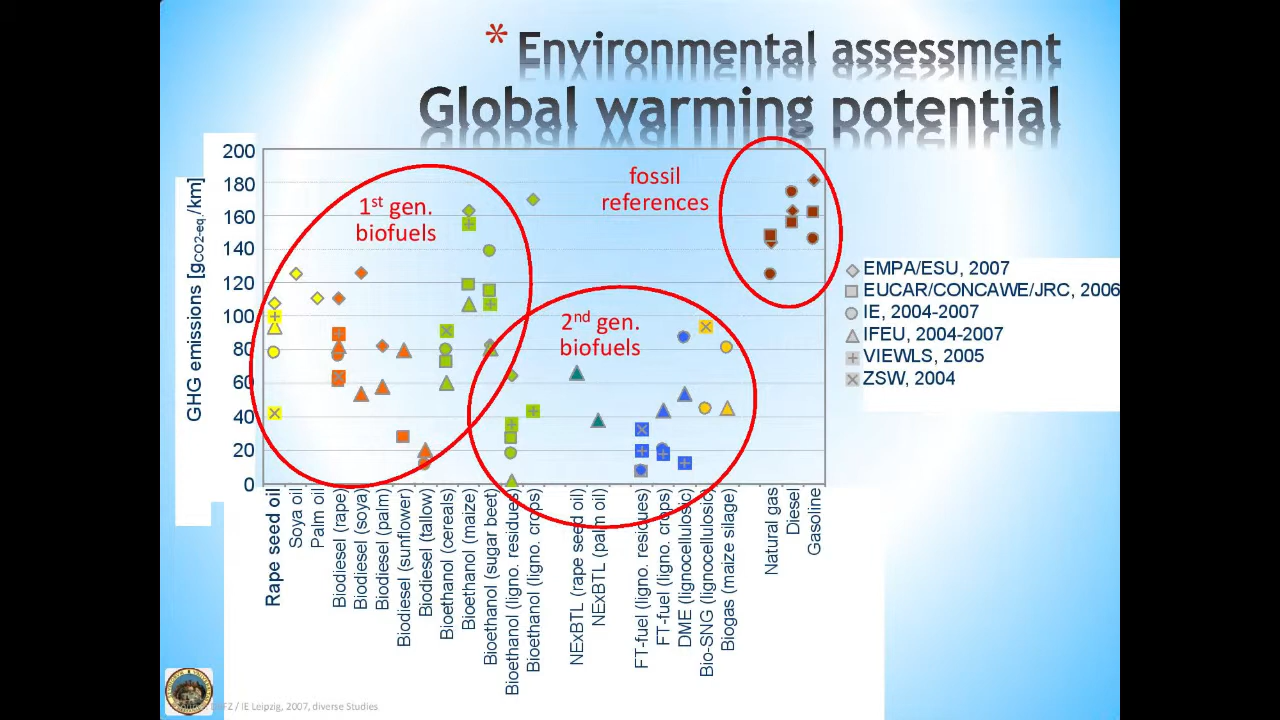 * Environmental assessment
Global warming potential
200
180
160
140
120
100
80
60
40
20
0
GHG emissions [gCO2-eq./km]
1st gen.
biofuels
2nd gen.
biofuels
fossil
references
EMPA/ESU, 2007
EUCAR/CONCAWE/JRC, 2006
IE, 2004-2007
IFEU, 2004-2007
VIEWLS, 2005
ZSW, 2004
Rape seed oil
Soya oil
Palm oil
Biodiesel (rape)
Biodiesel (soya)
Biodiesel (palm)
Biodiesel (sunflower)
Biodiesel (tallow)
Bioethanol (cereals)
Bioethanol (maize)
Bioethanol (sugar beet)
Bioethanol (ligno. residues)
Bioethanol (ligno. crops)
NExBTL (rape seed oil)
NExBTL (palm oil)
FT-fuel (ligno. residues)
FT-fuel (ligno. crops)
DME (lignocellulosic)
Bio-SNG (lignocellulosic)
Biogas (maize silage)
Natural gas
Diesel
Gasoline
/ IE Leipzig, 2007, diverse Studies